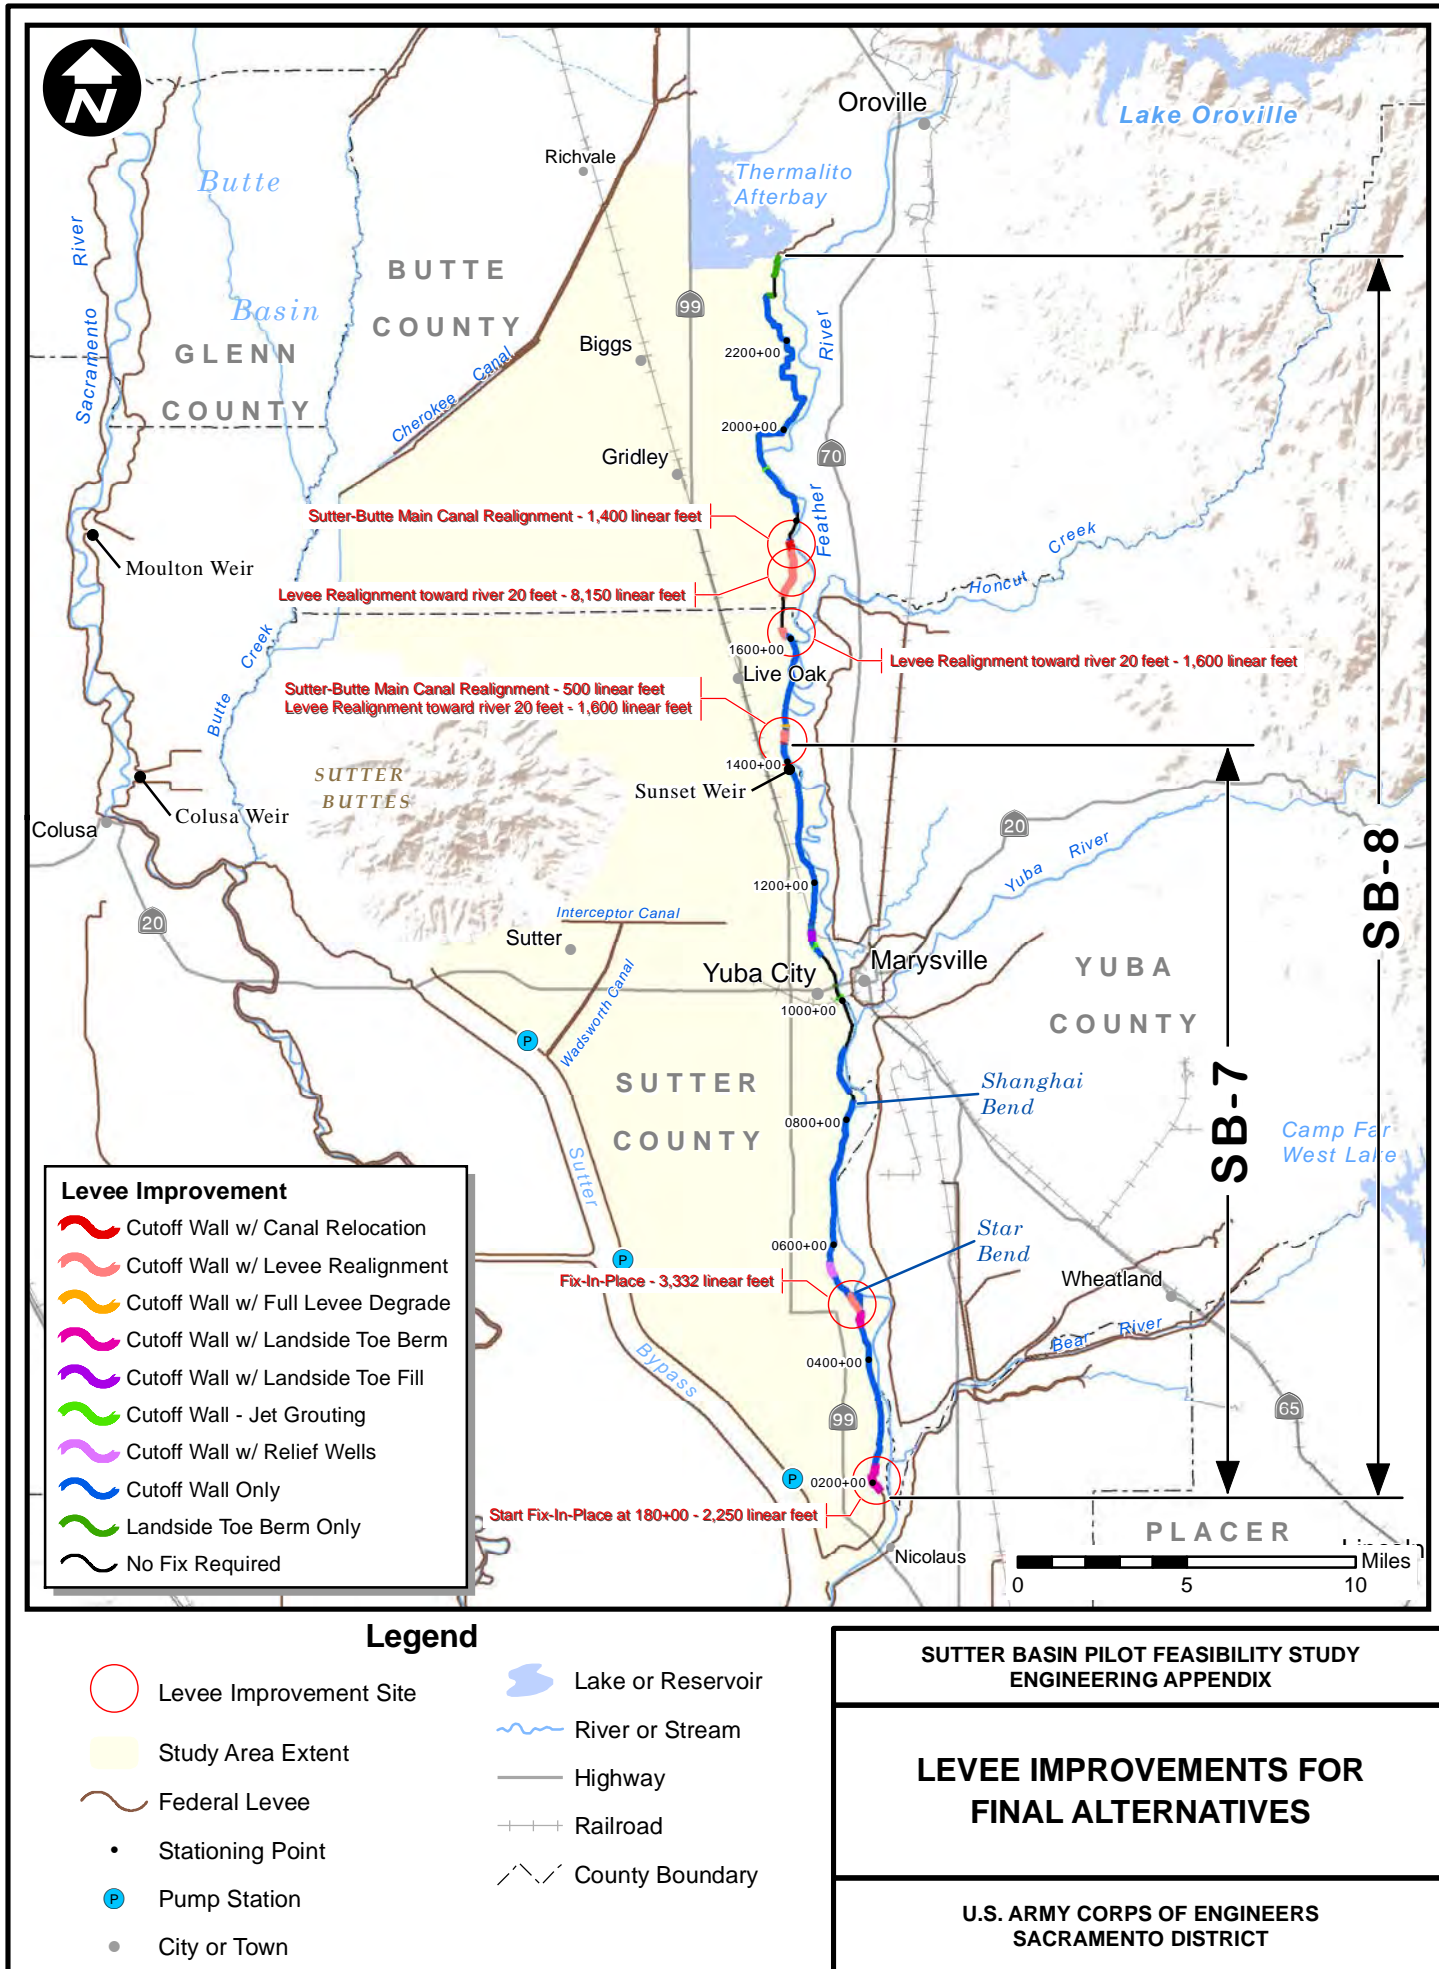 N
Oroville
Lake Oroville
Richvale
Thermalito
Afterbay
Butte
Basin
Sacramento
River
BUTTE
COUNTY
GLENN
COUNTY
99
Biggs
River
2200+00
Cherokee
Canal
2000+00
70
Gridley
Feather
Sutter-Butte Main Canal Realignment - 1,400 linear feet
Moulton Weir
Honcut
Creek
Levee Realignment toward river 20 feet - 8,150 linear feet
Butte
Creek
1600+00
Levee Realignment toward river 20 feet - 1,600 linear feet
Live Oak
Sutter-Butte Main Canal Realignment - 500 linear feet
Levee Realignment toward river 20 feet - 1,600 linear feet
SUTTER
BUTTES
1400+00
Sunset Weir
Colusa Weir
Colusa
20
Yuba
River
SB-8
1200+00
20
Interceptor Canal
Sutter
Wadsworth Canal
Yuba City
Marysville
1000+00
YUBA
COUNTY
P
SUTTER
COUNTY
Shanghai
Bend
0800+00
SB-7
Camp Far
West Lake
Sutter
Bypass
Star
Bend
0600+00
P
Fix-In-Place - 3,332 linear feet
Wheatland
Bear
River
0400+00
99
65
P
0200+00
Start Fix-In-Place at 180+00 - 2,250 linear feet
PLACER
Lincoln
Nicolaus
Miles
0
5
10
Levee Improvement
Cutoff Wall w/ Canal Relocation
Cutoff Wall w/ Levee Realignment
Cutoff Wall w/ Full Levee Degrade
Cutoff Wall w/ Landside Toe Berm
Cutoff Wall w/ Landside Toe Fill
Cutoff Wall - Jet Grouting
Cutoff Wall w/ Relief Wells
Cutoff Wall Only
Landside Toe Berm Only
No Fix Required
Legend
Levee Improvement Site
Study Area Extent
Federal Levee
Stationing Point
P
Pump Station
City or Town
Lake or Reservoir
River or Stream
Highway
Railroad
County Boundary
SUTTER BASIN PILOT FEASIBILITY STUDY
ENGINEERING APPENDIX
LEVEE IMPROVEMENTS FOR
FINAL ALTERNATIVES
U.S. ARMY CORPS OF ENGINEERS
SACRAMENTO DISTRICT